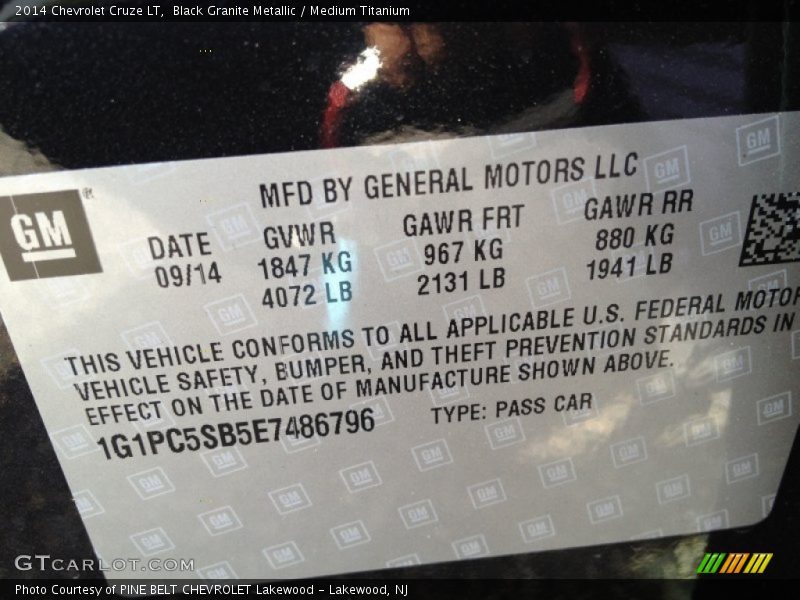 2014 Chevrolet Cruze LT,  Black Granite Metallic / Medium Titanium
MFD BY GENERAL MOTORS LLC
GM®
DATE GVWR GAWR FRT GAWR RR
09/14 1847 KG 967 KG 880 KG
4072 LB 2131 LB 1941 LB
THIS VEHICLE CONFORMS TO ALL APPLICABLE U.S. FEDERAL MOTOR
VEHICLE SAFETY, BUMPER, AND THEFT PREVENTION STANDARDS IN
EFFECT ON THE DATE OF MANUFACTURE SHOWN ABOVE.
1G1PC5SB5E7486796 TYPE: PASS CAR
GTCARLOT.COM
Photo Courtesy of PINE BELT CHEVROLET Lakewood - Lakewood, NJ